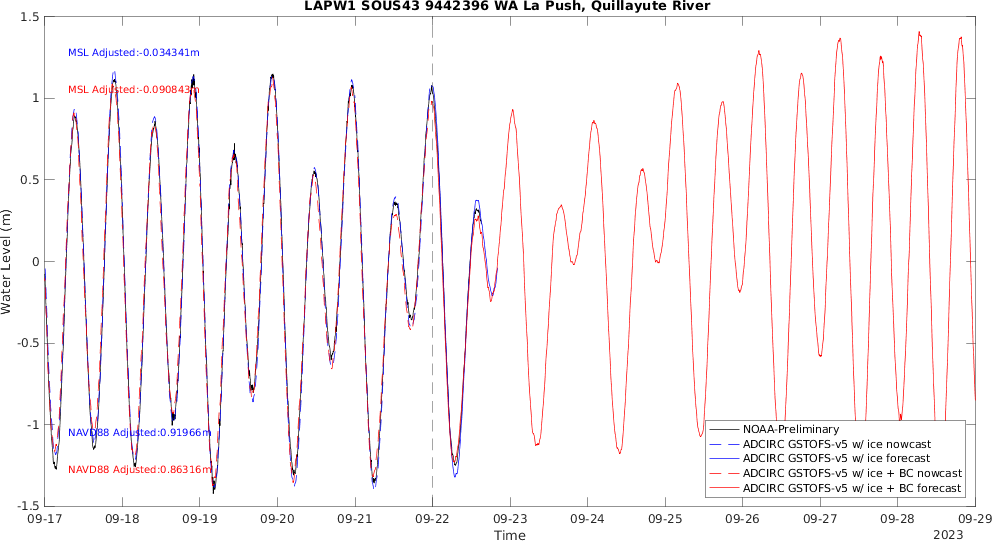 LAPW1 SOUS43 9442396 WA La Push, Quillayute River
1.5
1
0.5
0
-0.5
-1
-1.5
Water Level (m)
MSL Adjusted:-0.034341m
MSL Adjusted:-0.090843m
NAVD88 Adjusted:0.91966m
NAVD88 Adjusted:0.86316m
NOAA-Preliminary
ADCIRC GSTOFS-v5 w/ ice nowcast
ADCIRC GSTOFS-v5 w/ ice forecast
ADCIRC GSTOFS-v5 w/ ice + BC nowcast
ADCIRC GSTOFS-v5 w/ ice + BC forecast
09-17 09-18 09-19 09-20 09-21 09-22 09-23 09-24 09-25 09-26 09-27 09-28 09-29
Time
2023